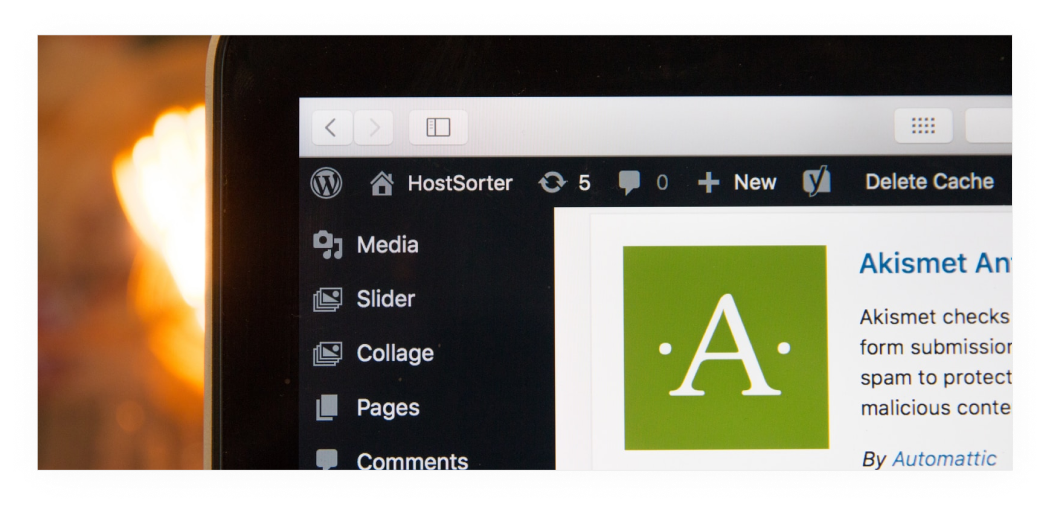 HostSorter 5 0 New Delete Cache
Media
Slider
Collage
Pages
Comments
A
Akismet An
Akismet checks
form submission
spam to protect
malicious conte
By Automattic